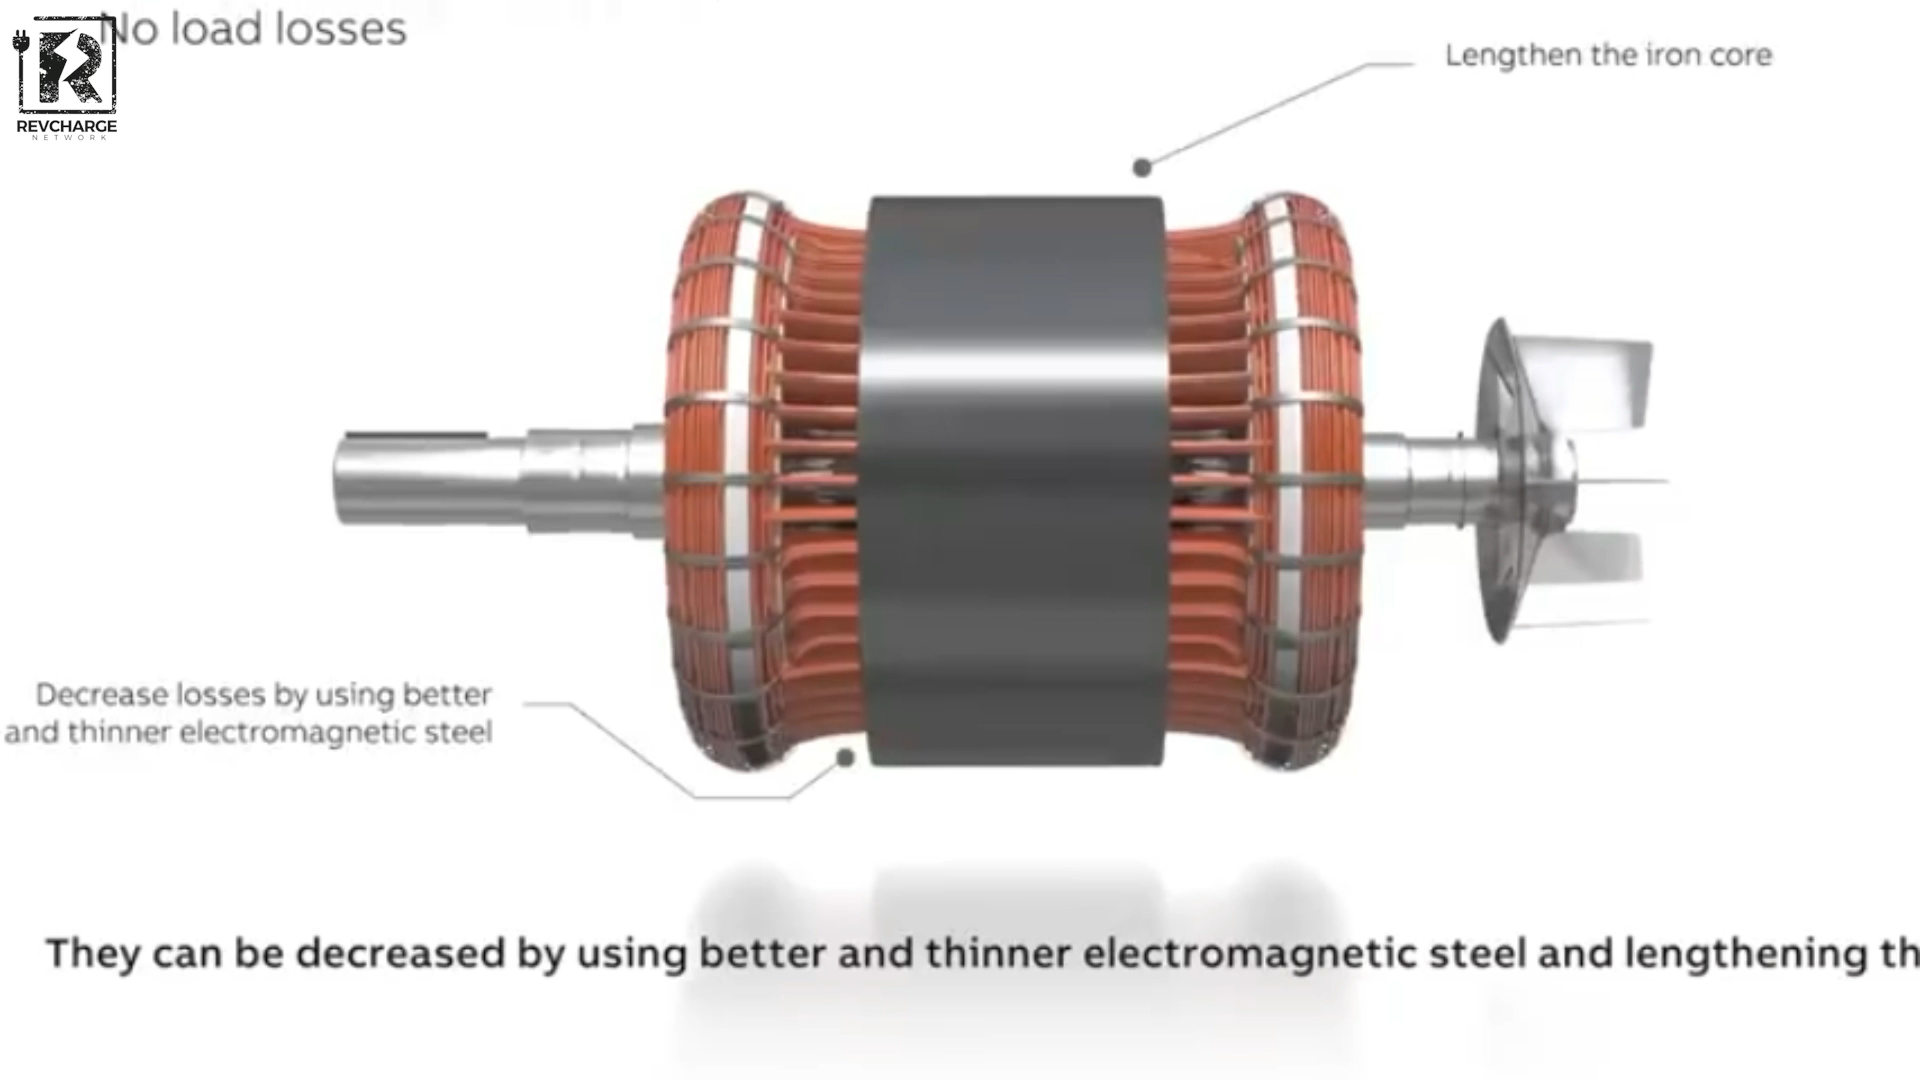 No load losses
REVCHARGE
NETWORK
Lengthen the iron core
Decrease losses by using better
and thinner electromagnetic steel
They can be decreased by using better and thinner electromagnetic steel and lengthening th